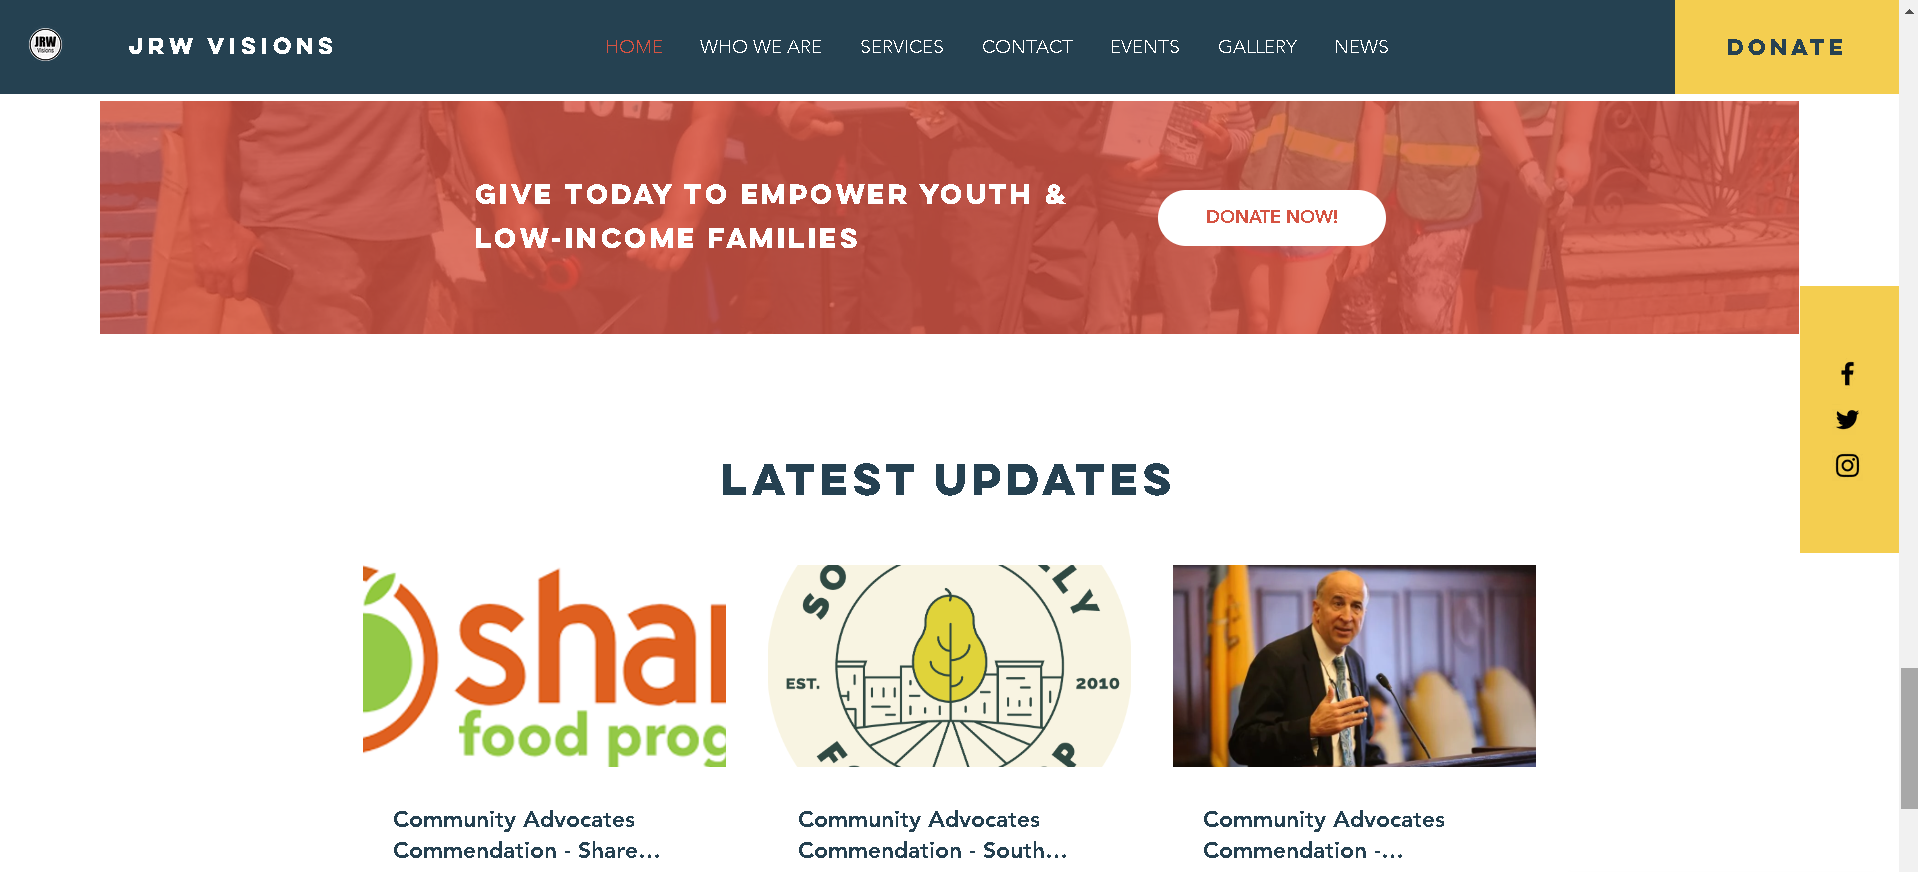 JRW
Visions
JRW VISIONS
HOME
WHO WE ARE
SERVICES
CONTACT
EVENTS
GALLERY
NEWS
DONATE
GIVE TODAY TO EMPOWER YOUTH &
LOW-INCOME FAMILIES
DONATE NOW!
LATEST UPDATES
shar
food prog
SO
LY
EST.
2010
F
P
Community Advocates
Commendation - Share...
Community Advocates
Commendation - South...
Community Advocates
Commendation -...